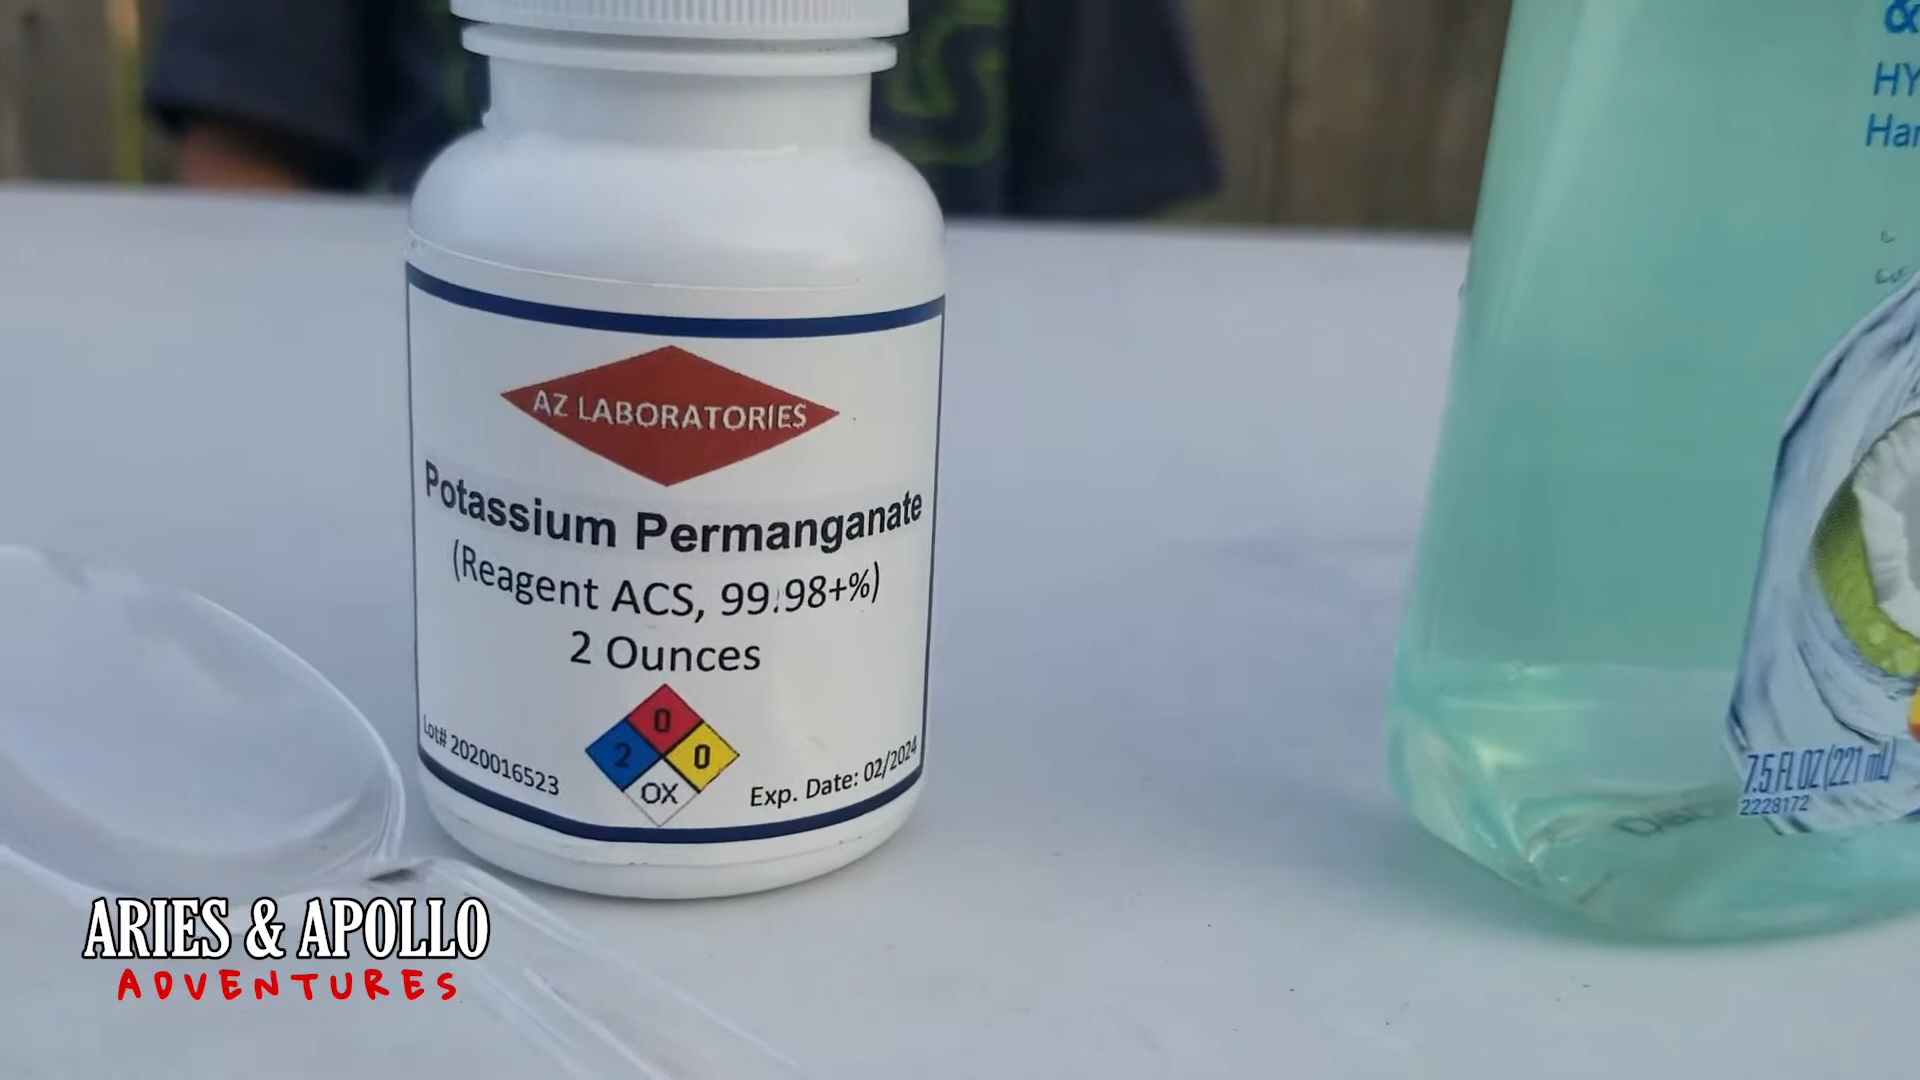 AZ LABORATORIES
Potassium Permanganate
(Reagent ACS, 99.98+%)
2 Ounces
0
2
0
OX
Lot# 2020016523
Exp. Date: 02/2024
&
HY
Har
7.5 FL OZ (221 mL)
2228172
ARIES & APOLLO
ADVENTURES